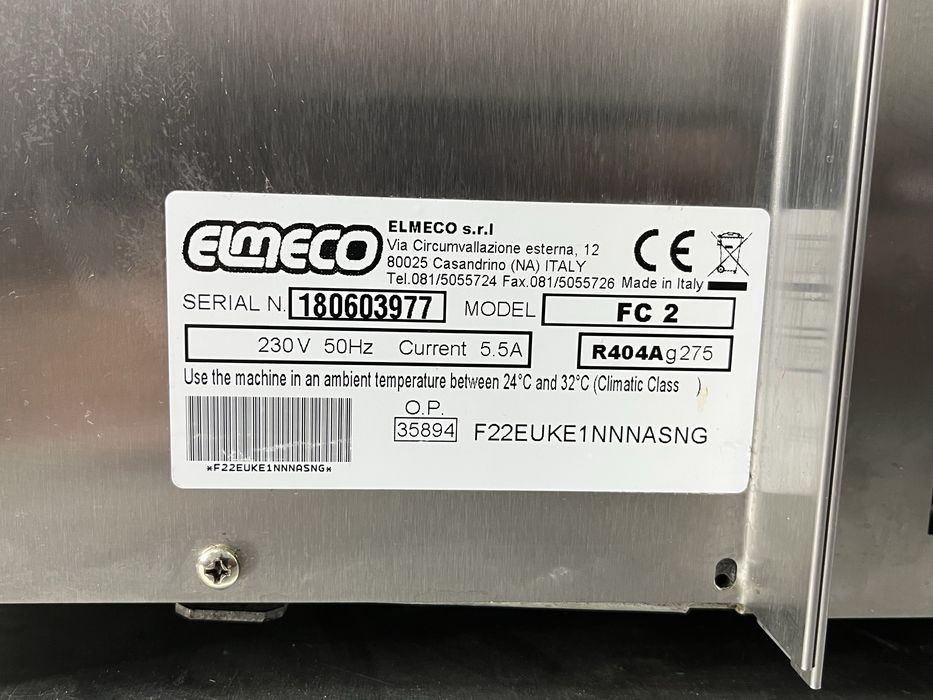 ELMECO
ELMECO s.r.l
Via Circumvallazione esterna, 12
80025 Casandrino (NA) ITALY
Tel.081/5055724 Fax.081/5055726 Made in Italy
CE
SERIAL N. 180603977 MODEL FC 2
230V 50Hz Current 5.5A R404A g275
Use the machine in an ambient temperature between 24°C and 32°C (Climatic Class )
O.P.
35894 F22EUKE1NNNASNG
*F22EUKE1NNNASNG*